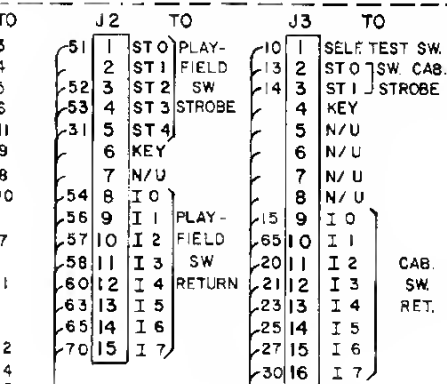 TO J2 TO J3 TO
3 51 1 ST 0 PLAY- 10 1 SELF TEST SW.
4 2 ST 1 FIELD 13 2 ST 0 SW. CAB.
5 52 3 ST 2 SW 14 3 ST 1 STROBE
6 53 4 ST 3 STROBE 4 KEY
11 31 5 ST 4 5 N/U
9 6 KEY 6 N/U
8 7 N/U 7 N/U
54 8 I 0 8 N/U
56 9 I 1 PLAY- 15 9 I 0
7 57 10 I 2 FIELD 65 10 I 1
58 11 I 3 SW 20 11 I 2 CAB.
1 60 12 I 4 RETURN 21 12 I 3 SW.
63 13 I 5 23 13 I 4 RET.
65 14 I 6 25 14 I 5
2 70 15 I 7 27 15 I 6
4 30 16 I 7